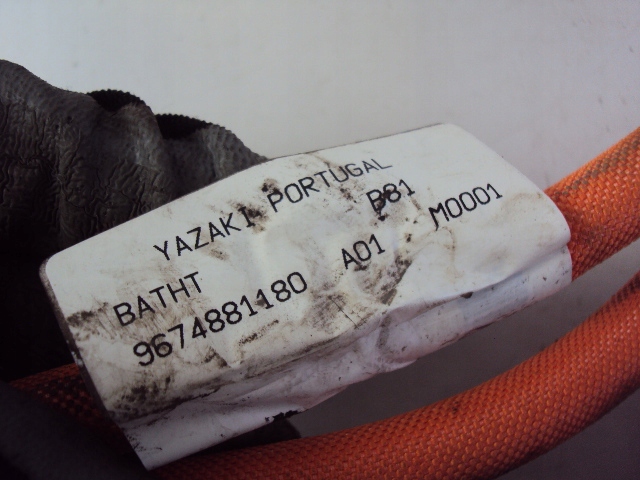 YAZAKI PORTUGAL
BATHT B81
9674881180 A01 M0001